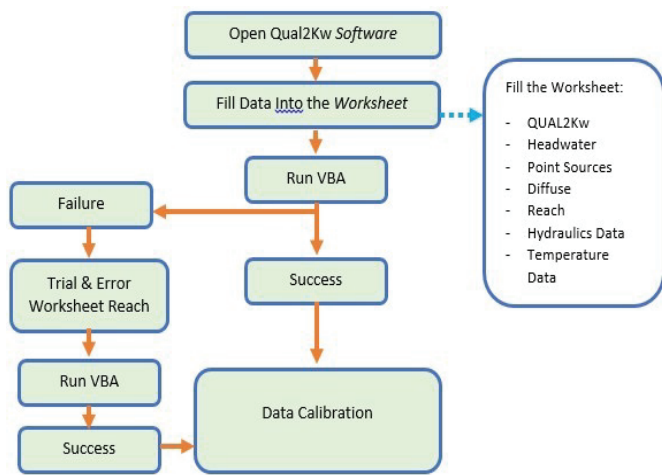 Open Qual2Kw Software
Fill Data Into the Worksheet
Run VBA
Failure
Trial & Error
Worksheet Reach
Run VBA
Success
Success
Data Calibration
Fill the Worksheet:
- QUAL2Kw
- Headwater
- Point Sources
- Diffuse
- Reach
- Hydraulics Data
- Temperature
Data